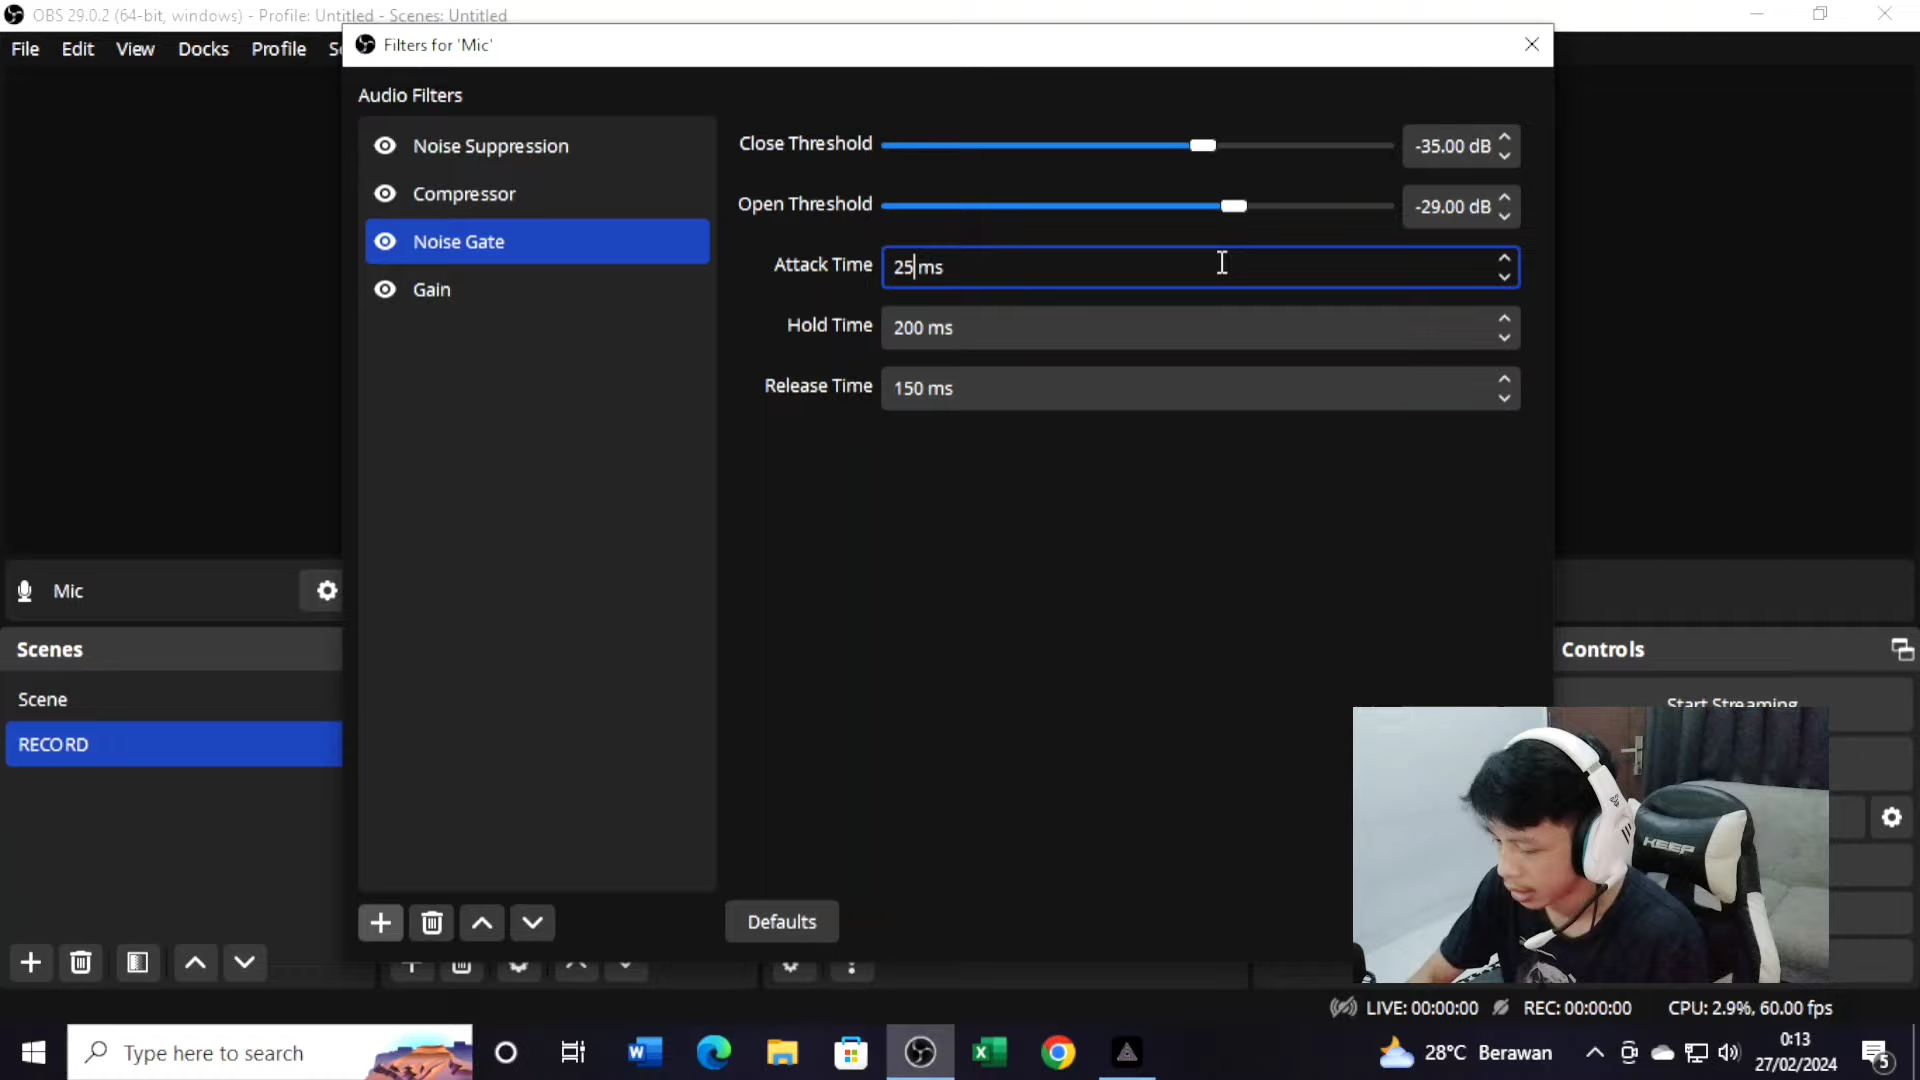 OBS 29.0.2 (64-bit, windows) - Profile: Untitled - Scenes: Untitled
File Edit View Docks Profile
Filters for 'Mic'
Audio Filters
Noise Suppression
Compressor
Noise Gate
Gain
Close Threshold -35.00 dB
Open Threshold -29.00 dB
Attack Time 25 ms
Hold Time 200 ms
Release Time 150 ms
Defaults
Mic
Scenes
Scene
RECORD
Controls
Start Streaming
KEEP
LIVE: 00:00:00 REC: 00:00:00 CPU: 2.9%, 60.00 fps
Type here to search
28°C Berawan
0:13
27/02/2024
5